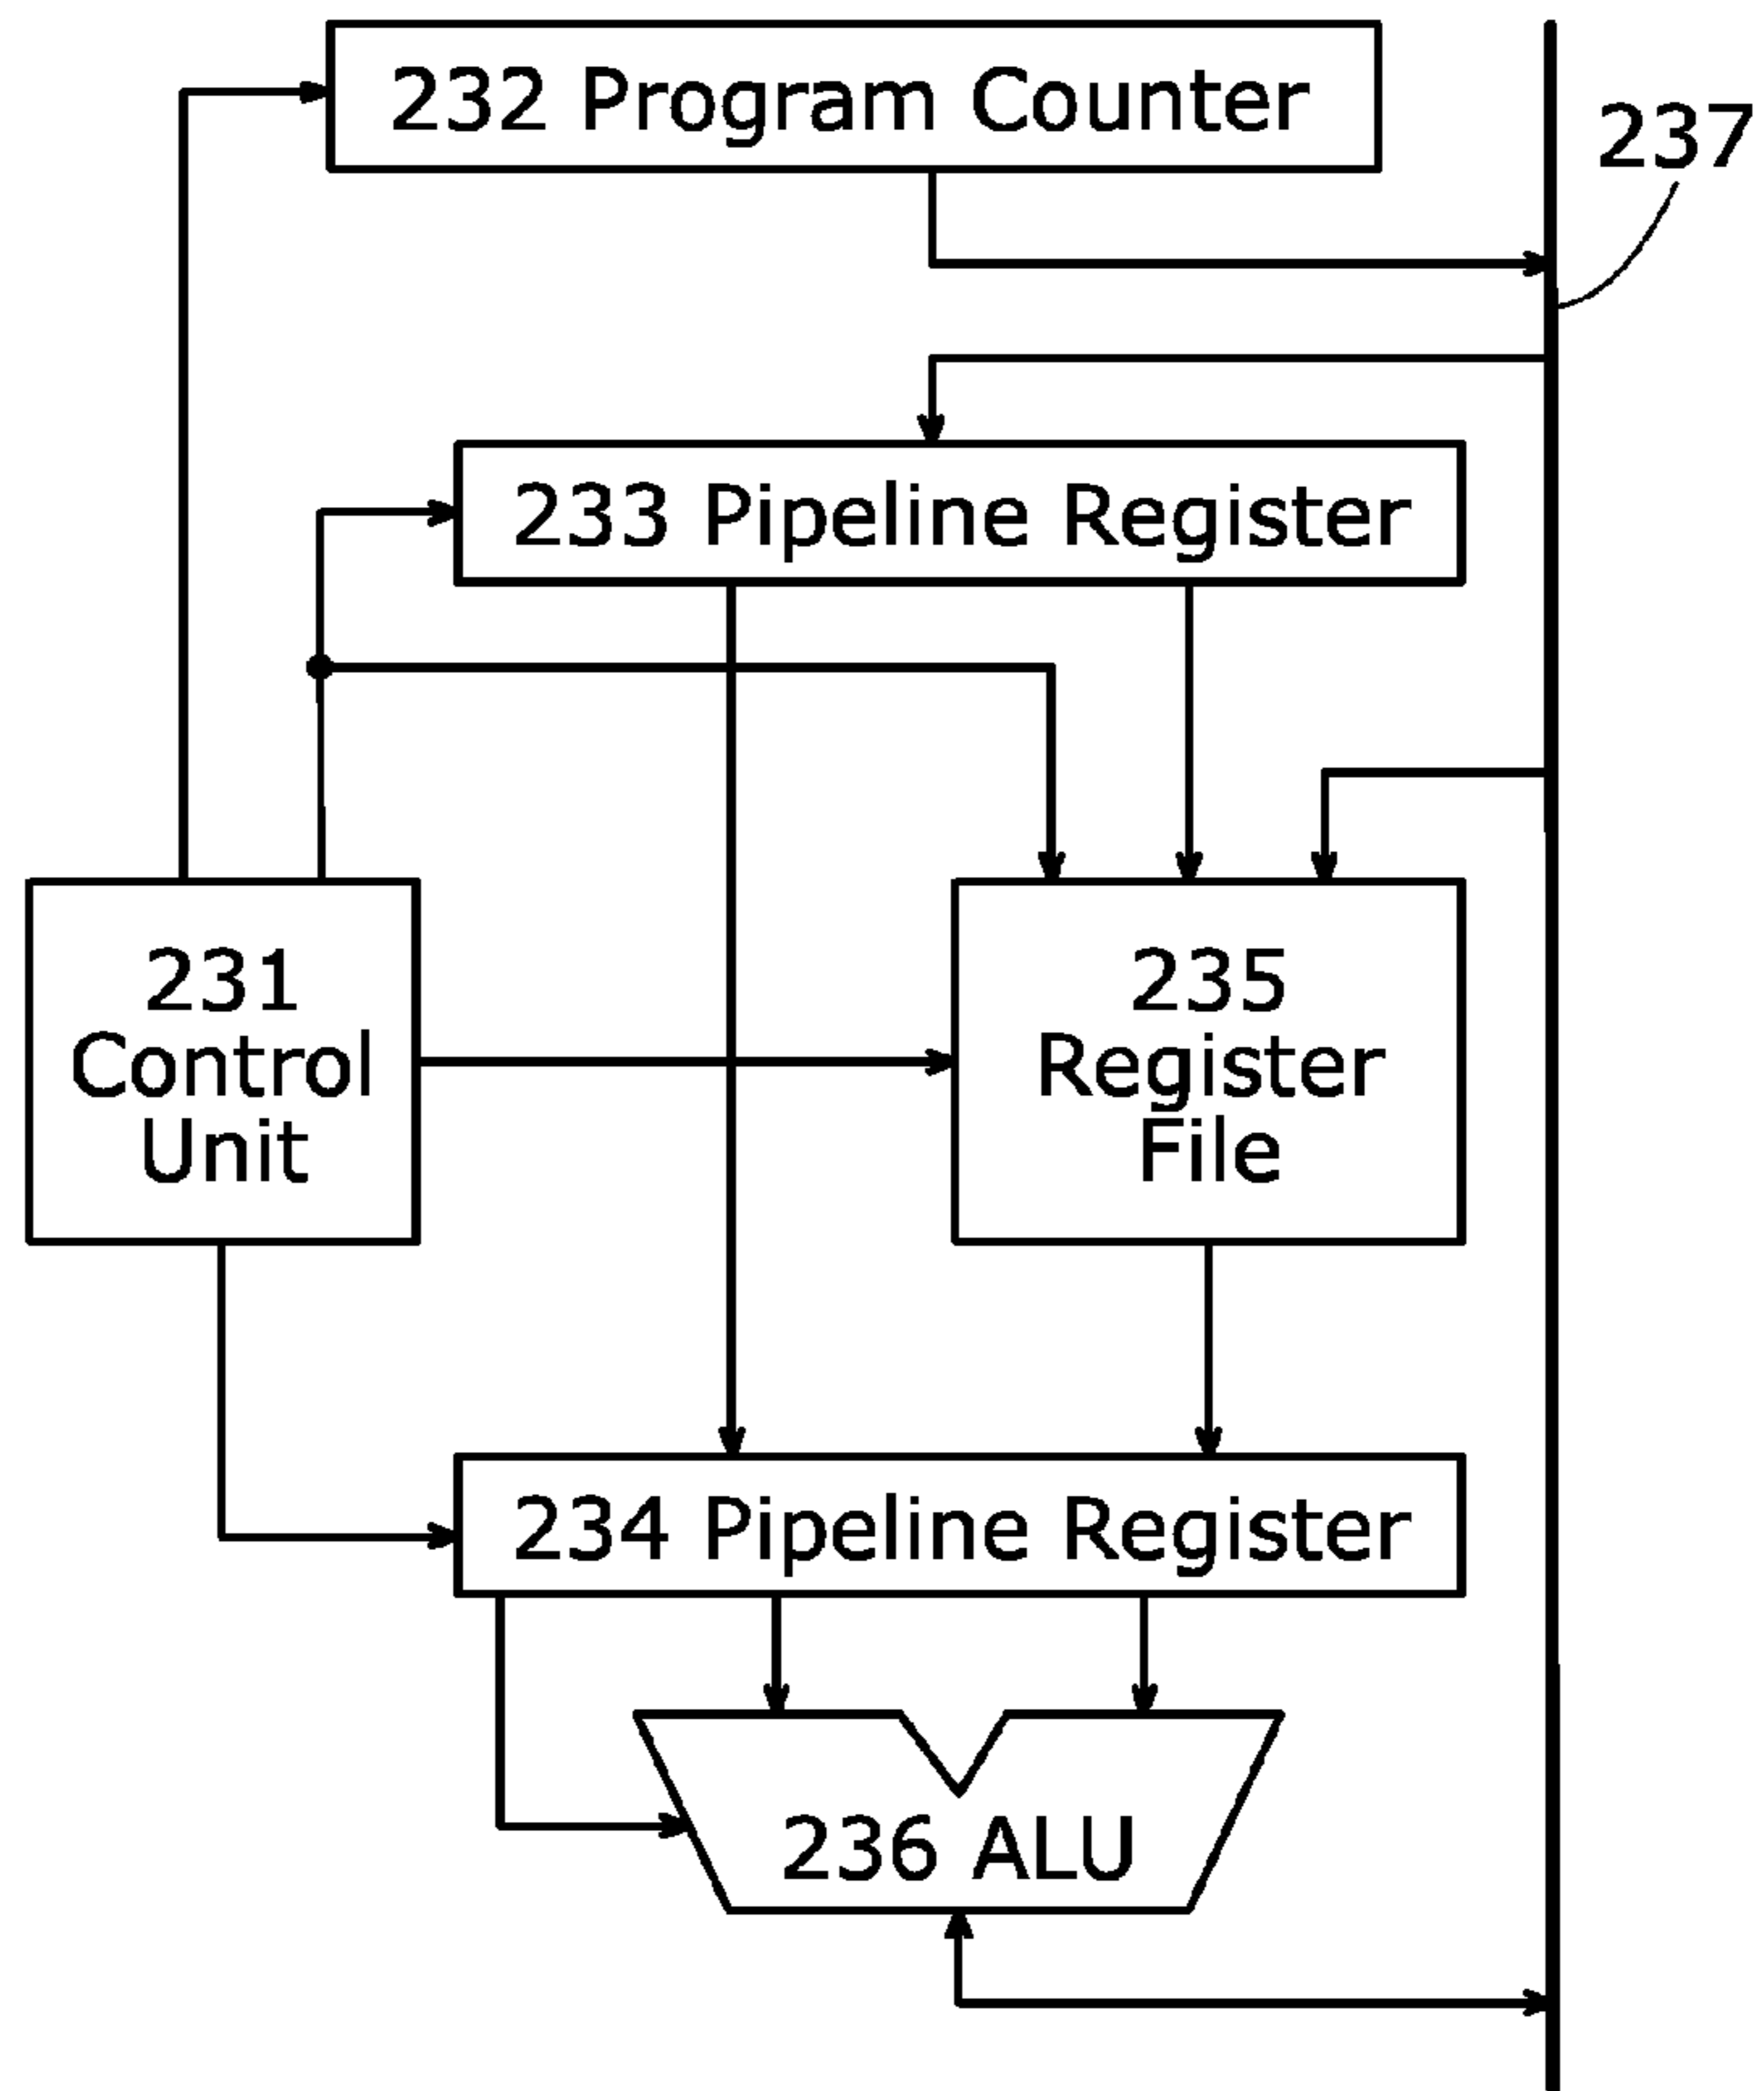 232 Program Counter
237
233 Pipeline Register
231
Control
Unit
235
Register
File
234 Pipeline Register
236 ALU